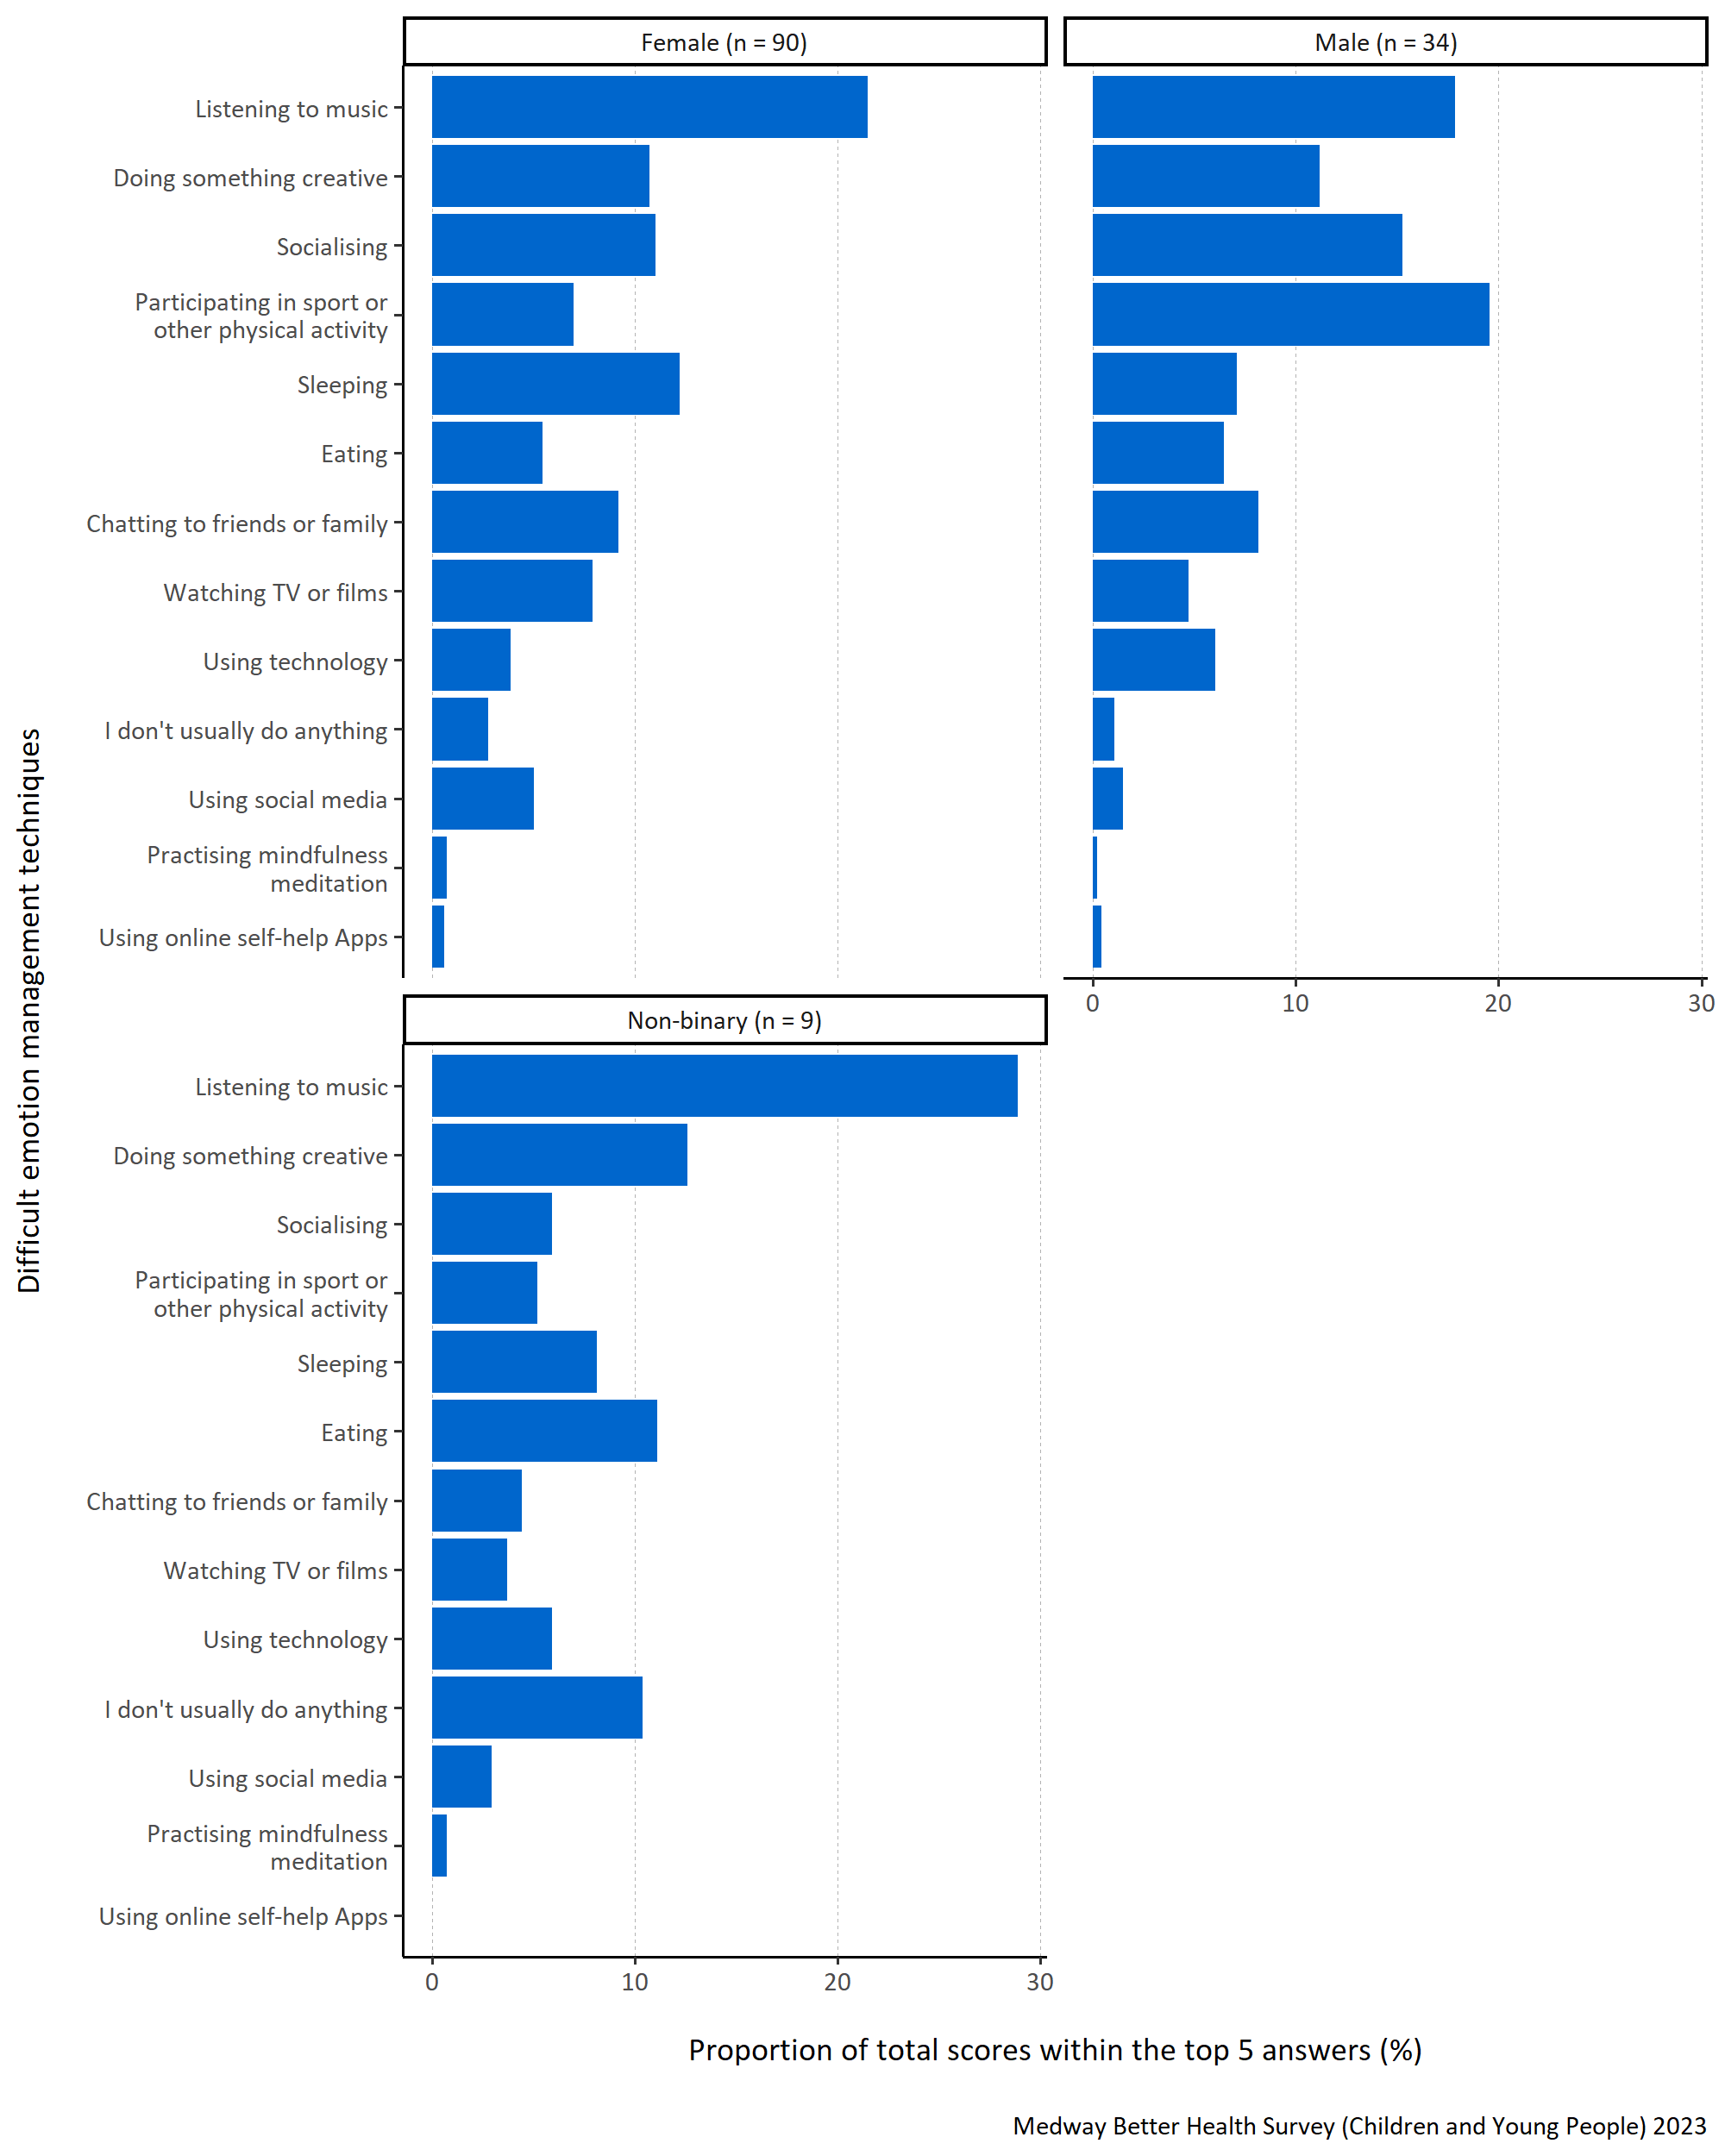 Female (n = 90)
Male (n = 34)
Listening to music
Doing something creative
Socialising
Participating in sport or
other physical activity
Sleeping
Eating
Chatting to friends or family
Watching TV or films
Using technology
I don't usually do anything
Using social media
Practising mindfulness
meditation
Using online self-help Apps
0 10 20 30
Non-binary (n = 9)
Listening to music
Doing something creative
Socialising
Participating in sport or
other physical activity
Sleeping
Eating
Chatting to friends or family
Watching TV or films
Using technology
I don't usually do anything
Using social media
Practising mindfulness
meditation
Using online self-help Apps
0 10 20 30
Difficult emotion management techniques
Proportion of total scores within the top 5 answers (%)
Medway Better Health Survey (Children and Young People) 2023